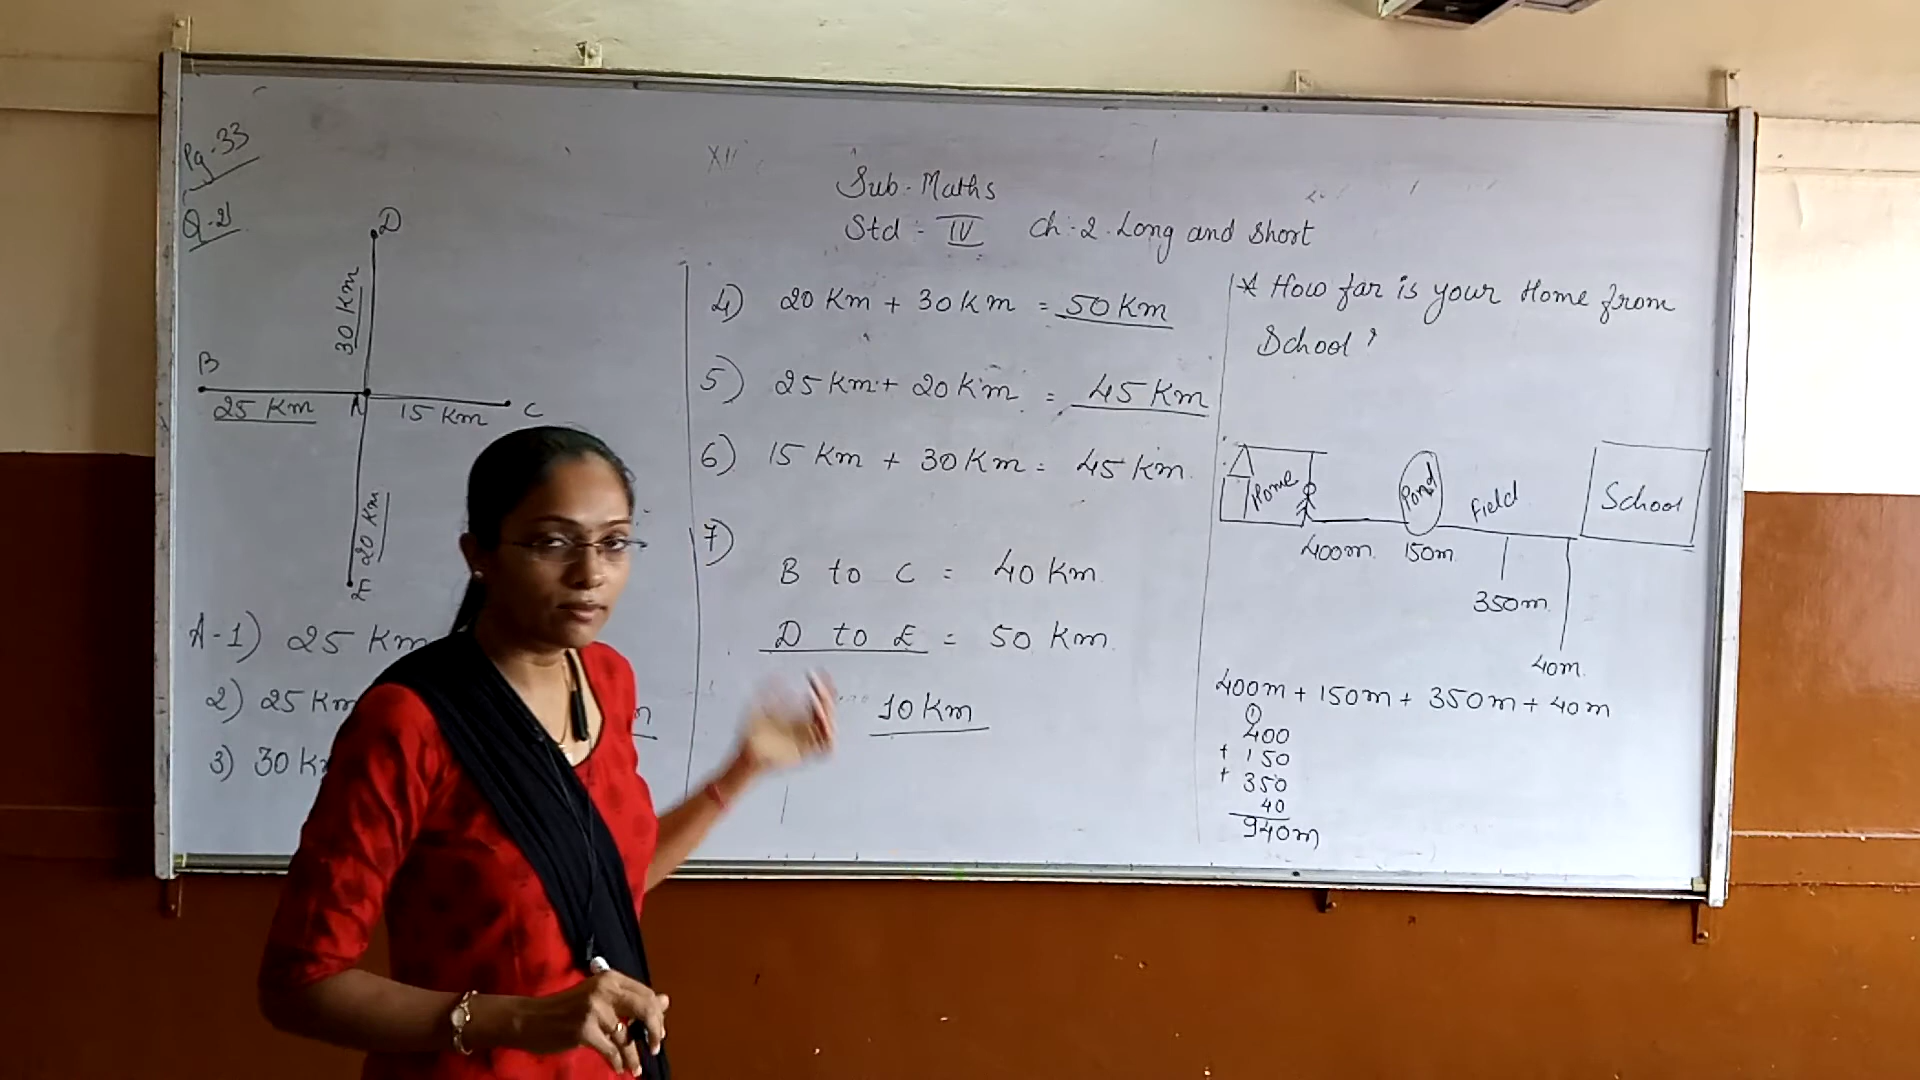 Pg-33
Q-2)
D
30 Km
B
25 Km
A
15 Km
C
20 Km
E
A-1) 25 Km
2) 25 Km
3) 30 K
Sub: Maths
Std: IV Ch:-2. Long and Short
4) 20 Km + 30 Km = 50 Km
5) 25 Km + 20 Km = 45 Km
6) 15 Km + 30 Km = 45 Km
7)
B to C = 40 Km
D to E = 50 Km
10 Km
* How far is your Home from
School?
Home
Pond
Field
School
400m 150m
350m
40m
400m + 150m + 350m + 40m
1
400
+ 150
+ 350
40
940m